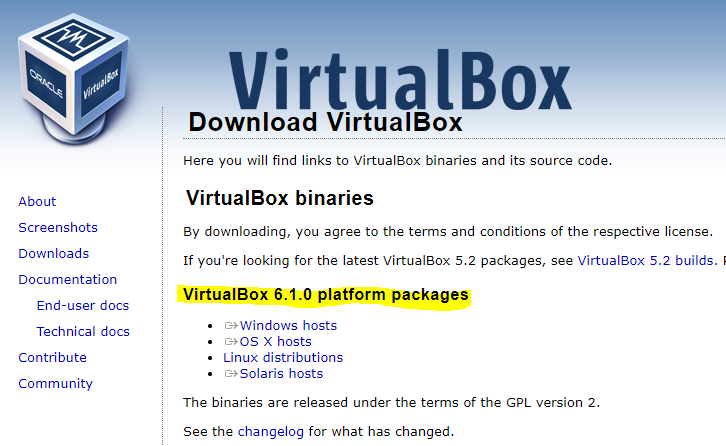 ORACLE
VirtualBox
VirtualBox
Download VirtualBox
Here you will find links to VirtualBox binaries and its source code.
About
Screenshots
Downloads
Documentation
End-user docs
Technical docs
Contribute
Community
VirtualBox binaries
By downloading, you agree to the terms and conditions of the respective license.
If you're looking for the latest VirtualBox 5.2 packages, see VirtualBox 5.2 builds.
VirtualBox 6.1.0 platform packages
Windows hosts
OS X hosts
Linux distributions
Solaris hosts
The binaries are released under the terms of the GPL version 2.
See the changelog for what has changed.